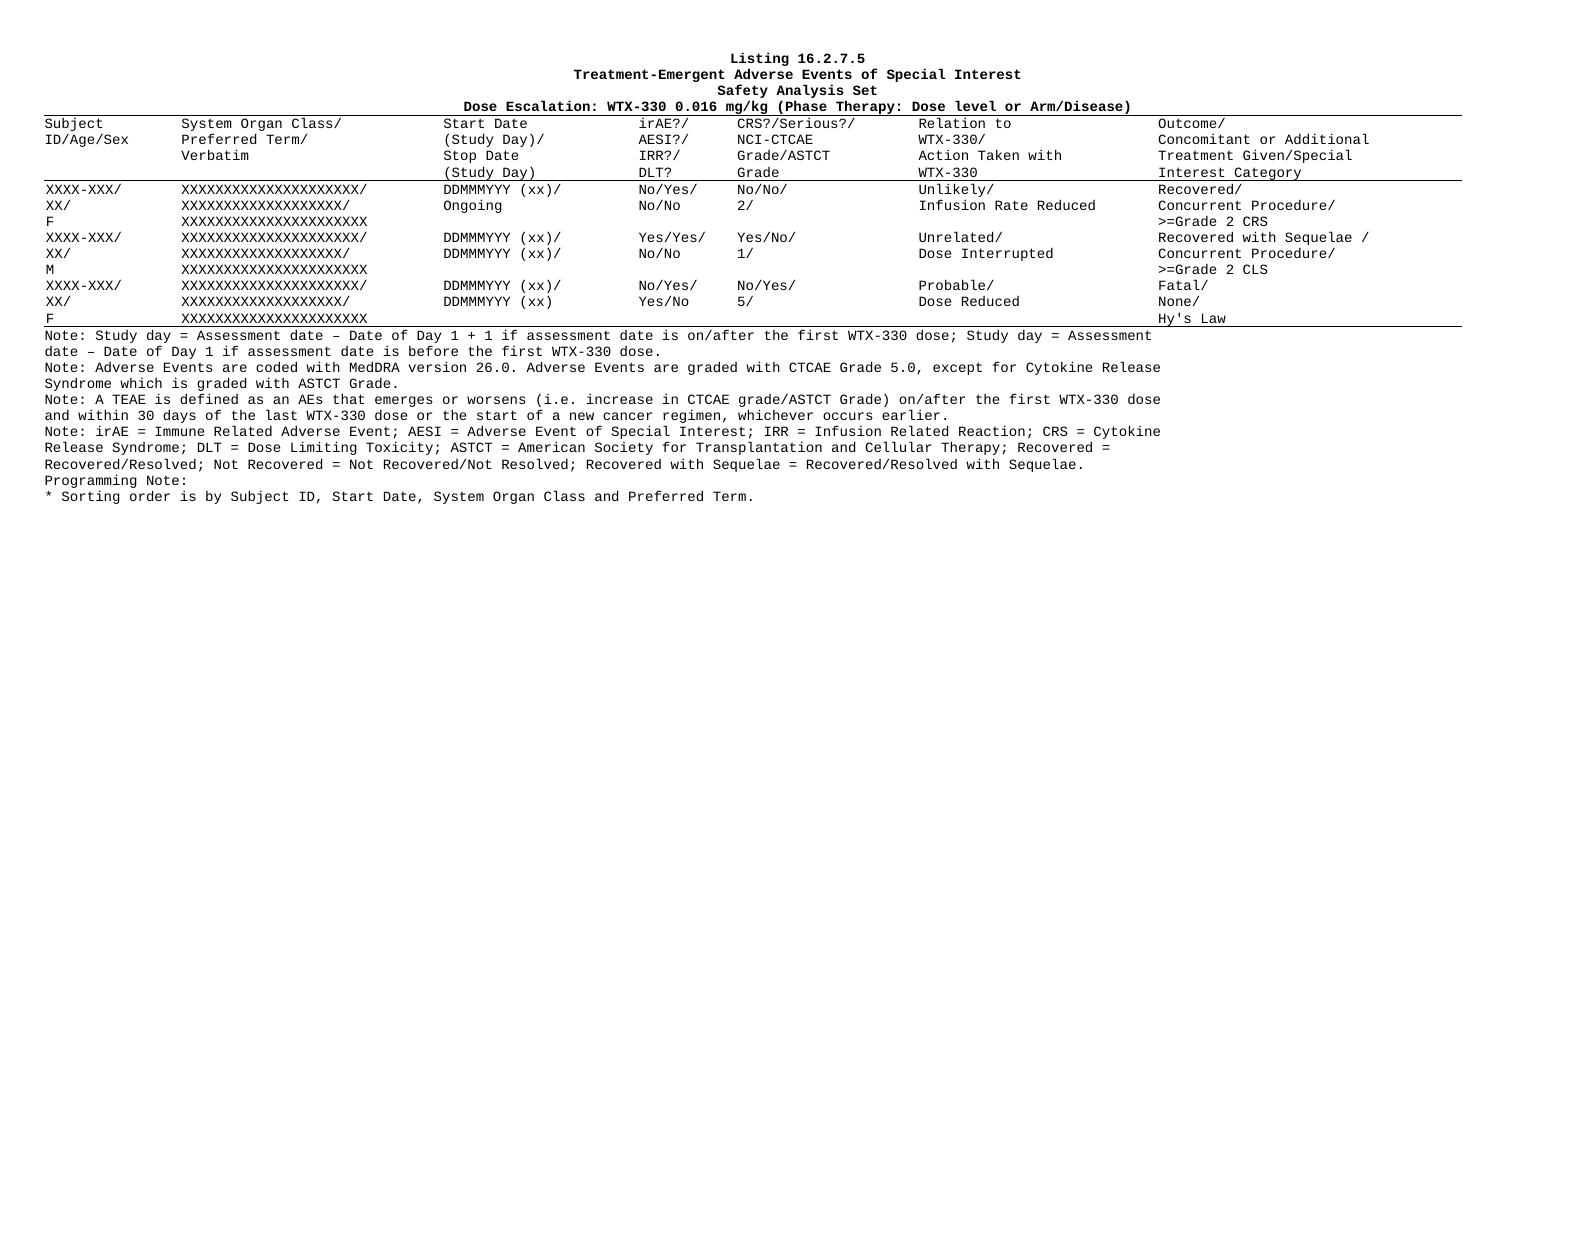 Listing 16.2.7.5
Treatment-Emergent Adverse Events of Special Interest
Safety Analysis Set
Dose Escalation: WTX-330 0.016 mg/kg (Phase Therapy: Dose level or Arm/Disease)
Subject System Organ Class/ Start Date irAE?/ CRS?/Serious?/ Relation to Outcome/
ID/Age/Sex Preferred Term/ (Study Day)/ AESI?/ NCI-CTCAE WTX-330/ Concomitant or Additional
Verbatim Stop Date IRR?/ Grade/ASTCT Action Taken with Treatment Given/Special
(Study Day) DLT? Grade WTX-330 Interest Category
XXXX-XXX/ XXXXXXXXXXXXXXXXXXXXX/ DDMMMYYY (xx)/ No/Yes/ No/No/ Unlikely/ Recovered/
XX/ XXXXXXXXXXXXXXXXXXX/ Ongoing No/No 2/ Infusion Rate Reduced Concurrent Procedure/
F XXXXXXXXXXXXXXXXXXXXXX >=Grade 2 CRS
XXXX-XXX/ XXXXXXXXXXXXXXXXXXXXX/ DDMMMYYY (xx)/ Yes/Yes/ Yes/No/ Unrelated/ Recovered with Sequelae /
XX/ XXXXXXXXXXXXXXXXXXX/ DDMMMYYY (xx)/ No/No 1/ Dose Interrupted Concurrent Procedure/
M XXXXXXXXXXXXXXXXXXXXXX >=Grade 2 CLS
XXXX-XXX/ XXXXXXXXXXXXXXXXXXXXX/ DDMMMYYY (xx)/ No/Yes/ No/Yes/ Probable/ Fatal/
XX/ XXXXXXXXXXXXXXXXXXX/ DDMMMYYY (xx) Yes/No 5/ Dose Reduced None/
F XXXXXXXXXXXXXXXXXXXXXX Hy's Law
Note: Study day = Assessment date – Date of Day 1 + 1 if assessment date is on/after the first WTX-330 dose; Study day = Assessment
date – Date of Day 1 if assessment date is before the first WTX-330 dose.
Note: Adverse Events are coded with MedDRA version 26.0. Adverse Events are graded with CTCAE Grade 5.0, except for Cytokine Release
Syndrome which is graded with ASTCT Grade.
Note: A TEAE is defined as an AEs that emerges or worsens (i.e. increase in CTCAE grade/ASTCT Grade) on/after the first WTX-330 dose
and within 30 days of the last WTX-330 dose or the start of a new cancer regimen, whichever occurs earlier.
Note: irAE = Immune Related Adverse Event; AESI = Adverse Event of Special Interest; IRR = Infusion Related Reaction; CRS = Cytokine
Release Syndrome; DLT = Dose Limiting Toxicity; ASTCT = American Society for Transplantation and Cellular Therapy; Recovered =
Recovered/Resolved; Not Recovered = Not Recovered/Not Resolved; Recovered with Sequelae = Recovered/Resolved with Sequelae.
Programming Note:
* Sorting order is by Subject ID, Start Date, System Organ Class and Preferred Term.